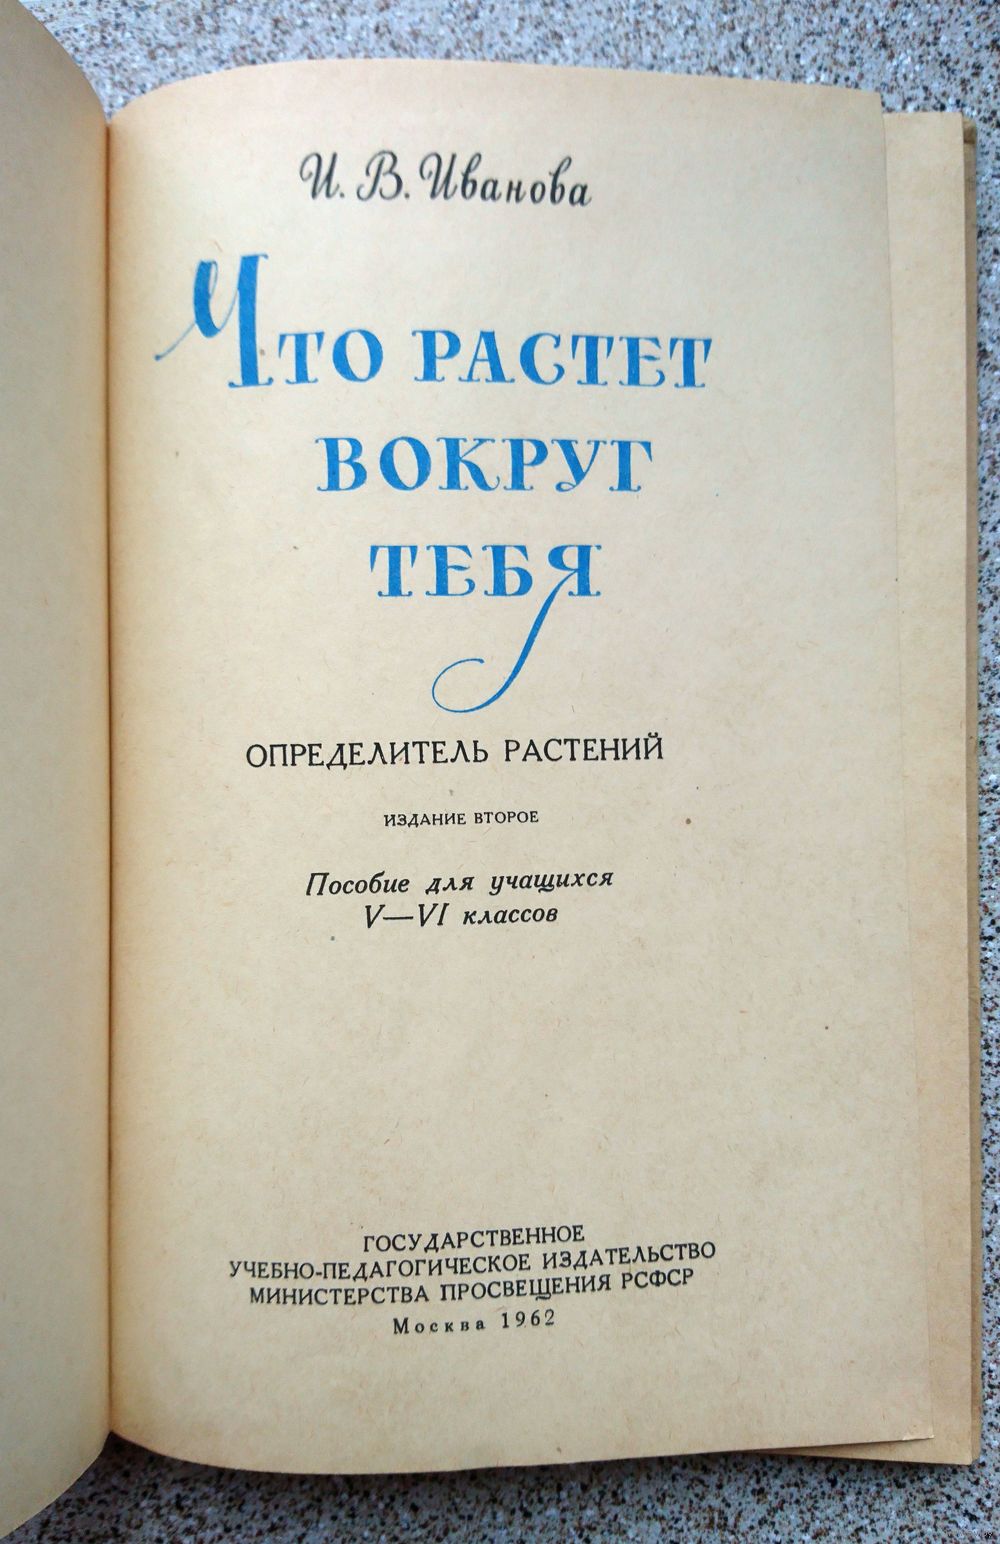 И. В. Иванова
Что растет
вокруг
тебя
ОПРЕДЕЛИТЕЛЬ РАСТЕНИЙ
ИЗДАНИЕ ВТОРОЕ
Пособие для учащихся
V—VI классов
ГОСУДАРСТВЕННОЕ
УЧЕБНО-ПЕДАГОГИЧЕСКОЕ ИЗДАТЕЛЬСТВО
МИНИСТЕРСТВА ПРОСВЕЩЕНИЯ РСФСР
Москва 1962